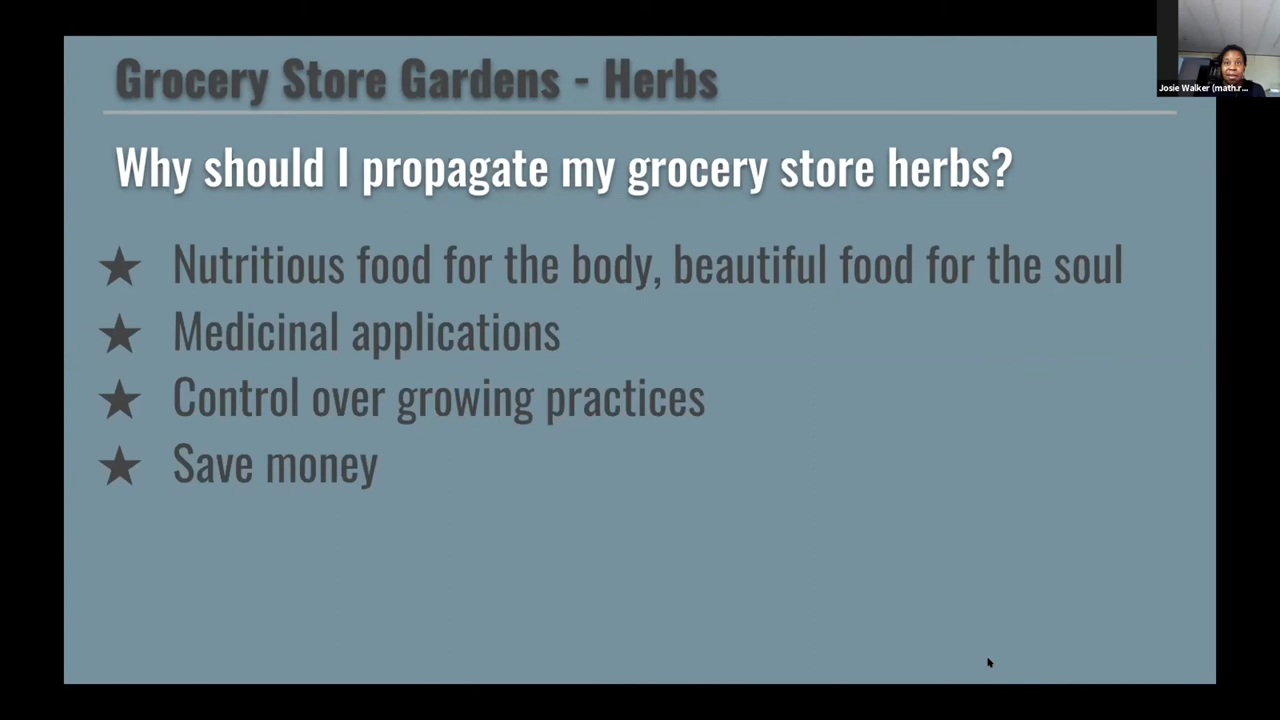 Grocery Store Gardens - Herbs
Josie Walker (math.r...
Why should I propagate my grocery store herbs?
★ Nutritious food for the body, beautiful food for the soul
★ Medicinal applications
★ Control over growing practices
★ Save money